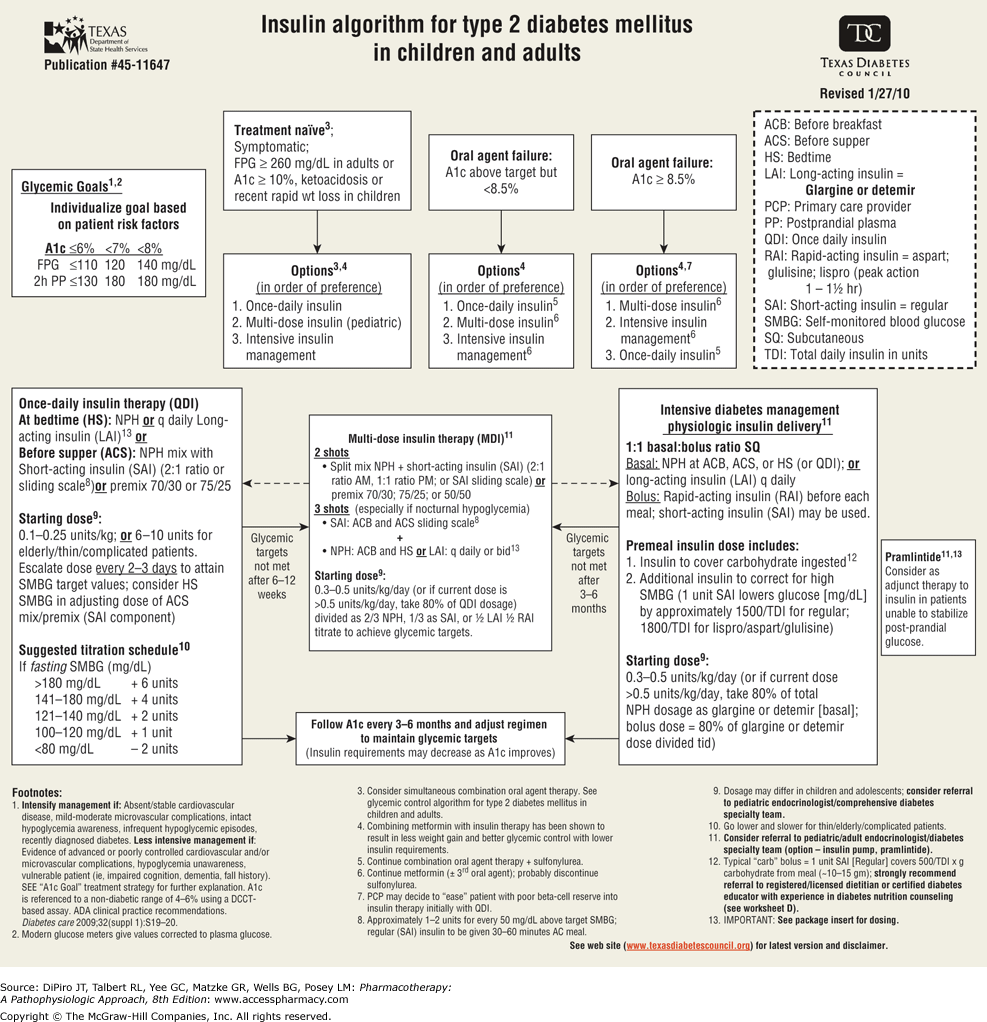 TEXAS
Department of
State Health Services
Publication #45-11647
Insulin algorithm for type 2 diabetes mellitus
in children and adults
TDC
TEXAS DIABETES
COUNCIL
Revised 1/27/10
Glycemic Goals1,2
Individualize goal based
on patient risk factors
A1c ≤6% <7% <8%
FPG ≤110 120 140 mg/dL
2h PP ≤130 180 180 mg/dL
Treatment naïve3;
Symptomatic;
FPG ≥ 260 mg/dL in adults or
A1c ≥ 10%, ketoacidosis or
recent rapid wt loss in children
Oral agent failure:
A1c above target but
<8.5%
Oral agent failure:
A1c ≥ 8.5%
ACB: Before breakfast
ACS: Before supper
HS: Bedtime
LAI: Long-acting insulin =
Glargine or detemir
PCP: Primary care provider
PP: Postprandial plasma
QDI: Once daily insulin
RAI: Rapid-acting insulin = aspart;
glulisine; lispro (peak action
1 – 1½ hr)
SAI: Short-acting insulin = regular
SMBG: Self-monitored blood glucose
SQ: Subcutaneous
TDI: Total daily insulin in units
Options3,4
(in order of preference)
1. Once-daily insulin
2. Multi-dose insulin (pediatric)
3. Intensive insulin
management
Options4
(in order of preference)
1. Once-daily insulin5
2. Multi-dose insulin6
3. Intensive insulin
management6
Options4,7
(in order of preference)
1. Multi-dose insulin6
2. Intensive insulin
management6
3. Once-daily insulin5
Once-daily insulin therapy (QDI)
At bedtime (HS): NPH or q daily Long-
acting insulin (LAI)13 or
Before supper (ACS): NPH mix with
Short-acting insulin (SAI) (2:1 ratio or
sliding scale8)or premix 70/30 or 75/25
Starting dose9:
0.1–0.25 units/kg; or 6–10 units for
elderly/thin/complicated patients.
Escalate dose every 2–3 days to attain
SMBG target values; consider HS
SMBG in adjusting dose of ACS
mix/premix (SAI component)
Suggested titration schedule10
If fasting SMBG (mg/dL)
>180 mg/dL + 6 units
141–180 mg/dL + 4 units
121–140 mg/dL + 2 units
100–120 mg/dL + 1 unit
<80 mg/dL – 2 units
Glycemic
targets
not met
after 6–12
weeks
Multi-dose insulin therapy (MDI)11
2 shots
• Split mix NPH + short-acting insulin (SAI) (2:1
ratio AM, 1:1 ratio PM; or SAI sliding scale) or
premix 70/30; 75/25; or 50/50
3 shots (especially if nocturnal hypoglycemia)
• SAI: ACB and ACS sliding scale8
+
• NPH: ACB and HS or LAI: q daily or bid13
Starting dose9:
0.3–0.5 units/kg/day (or if current dose is
>0.5 units/kg/day, take 80% of QDI dosage)
divided as 2/3 NPH, 1/3 as SAI, or ½ LAI ½ RAI
titrate to achieve glycemic targets.
Glycemic
targets
not met
after
3–6
months
Intensive diabetes management
physiologic insulin delivery11
1:1 basal:bolus ratio SQ
Basal: NPH at ACB, ACS, or HS (or QDI); or
long-acting insulin (LAI) q daily
Bolus: Rapid-acting insulin (RAI) before each
meal; short-acting insulin (SAI) may be used.
Premeal insulin dose includes:
1. Insulin to cover carbohydrate ingested12
2. Additional insulin to correct for high
SMBG (1 unit SAI lowers glucose [mg/dL]
by approximately 1500/TDI for regular;
1800/TDI for lispro/aspart/glulisine)
Starting dose9:
0.3–0.5 units/kg/day (or if current dose
>0.5 units/kg/day, take 80% of total
NPH dosage as glargine or detemir [basal];
bolus dose = 80% of glargine or detemir
dose divided tid)
Pramlintide11,13
Consider as
adjunct therapy to
insulin in patients
unable to stabilize
post-prandial
glucose.
Follow A1c every 3–6 months and adjust regimen
to maintain glycemic targets
(Insulin requirements may decrease as A1c improves)
Footnotes:
1. Intensify management if: Absent/stable cardiovascular
disease, mild-moderate microvascular complications, intact
hypoglycemia awareness, infrequent hypoglycemic episodes,
recently diagnosed diabetes. Less intensive management if:
Evidence of advanced or poorly controlled cardiovascular and/or
microvascular complications, hypoglycemia unawareness,
vulnerable patient (ie, impaired cognition, dementia, fall history).
SEE “A1c Goal” treatment strategy for further explanation. A1c
is referenced to a non-diabetic range of 4–6% using a DCCT-
based assay. ADA clinical practice recommendations.
Diabetes care 2009;32(suppl 1):S19–20.
2. Modern glucose meters give values corrected to plasma glucose.
3. Consider simultaneous combination oral agent therapy. See
glycemic control algorithm for type 2 diabetes mellitus in
children and adults.
4. Combining metformin with insulin therapy has been shown to
result in less weight gain and better glycemic control with lower
insulin requirements.
5. Continue combination oral agent therapy + sulfonylurea.
6. Continue metformin (± 3rd oral agent); probably discontinue
sulfonylurea.
7. PCP may decide to “ease” patient with poor beta-cell reserve into
insulin therapy initially with QDI.
8. Approximately 1–2 units for every 50 mg/dL above target SMBG;
regular (SAI) insulin to be given 30–60 minutes AC meal.
9. Dosage may differ in children and adolescents; consider referral
to pediatric endocrinologist/comprehensive diabetes
specialty team.
10. Go lower and slower for thin/elderly/complicated patients.
11. Consider referral to pediatric/adult endocrinologist/diabetes
specialty team (option – insulin pump, pramlintide).
12. Typical “carb” bolus = 1 unit SAI [Regular] covers 500/TDI x g
carbohydrate from meal (~10–15 gm); strongly recommend
referral to registered/licensed dietitian or certified diabetes
educator with experience in diabetes nutrition counseling
(see worksheet D).
13. IMPORTANT: See package insert for dosing.
See web site (www.texasdiabetescouncil.org) for latest version and disclaimer.
Source: DiPiro JT, Talbert RL, Yee GC, Matzke GR, Wells BG, Posey LM: Pharmacotherapy:
A Pathophysiologic Approach, 8th Edition: www.accesspharmacy.com
Copyright © The McGraw-Hill Companies, Inc. All rights reserved.